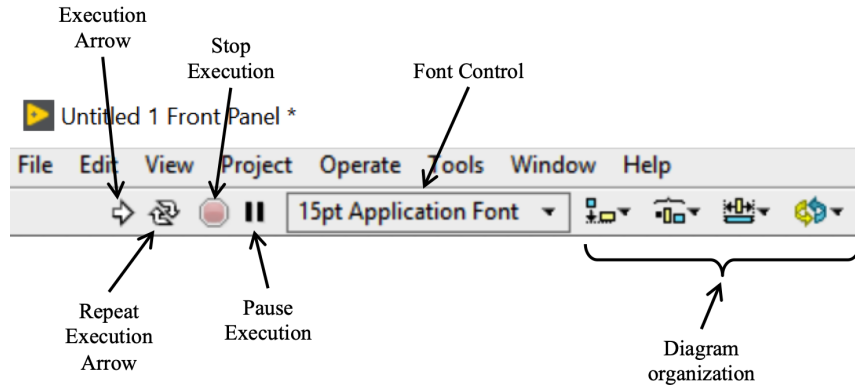 Execution
Arrow
Stop
Execution
Font Control
Untitled 1 Front Panel *
File Edit View Project Operate Tools Window Help
15pt Application Font
Repeat
Execution
Arrow
Pause
Execution
Diagram
organization